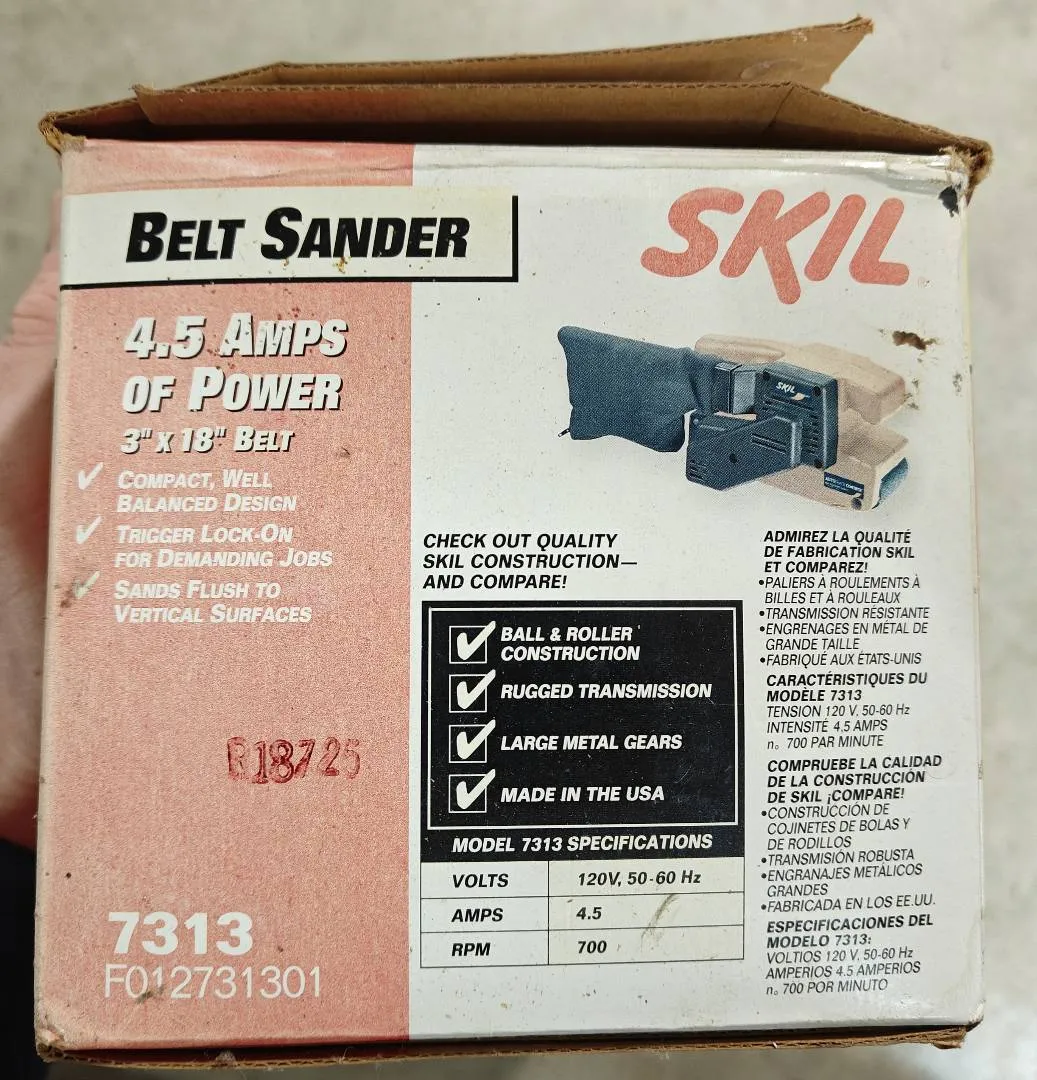 BELT SANDER
SKIL
4.5 AMPS
OF POWER
3" X 18" BELT
COMPACT, WELL
BALANCED DESIGN
TRIGGER LOCK-ON
FOR DEMANDING JOBS
SANDS FLUSH TO
VERTICAL SURFACES
R18725
7313
F012731301
SKIL
CHECK OUT QUALITY
SKIL CONSTRUCTION—
AND COMPARE!
BALL & ROLLER
CONSTRUCTION
RUGGED TRANSMISSION
LARGE METAL GEARS
MADE IN THE USA
MODEL 7313 SPECIFICATIONS
VOLTS 120V, 50-60 Hz
AMPS 4.5
RPM 700
ADMIREZ LA QUALITÉ
DE FABRICATION SKIL
ET COMPAREZ!
•PALIERS À ROULEMENTS À
BILLES ET À ROULEAUX
•TRANSMISSION RÉSISTANTE
•ENGRENAGES EN MÉTAL DE
GRANDE TAILLE
•FABRIQUÉ AUX ÉTATS-UNIS
CARACTÉRISTIQUES DU
MODÈLE 7313
TENSION 120 V, 50-60 Hz
INTENSITÉ 4,5 AMPS
n₀ 700 PAR MINUTE
COMPRUEBE LA CALIDAD
DE LA CONSTRUCCIÓN
DE SKIL ¡COMPARE!
•CONSTRUCCIÓN DE
COJINETES DE BOLAS Y
DE RODILLOS
•TRANSMISIÓN ROBUSTA
•ENGRANAJES METÁLICOS
GRANDES
•FABRICADA EN LOS EE.UU.
ESPECIFICACIONES DEL
MODELO 7313:
VOLTIOS 120 V, 50-60 Hz
AMPERIOS 4.5 AMPERIOS
n₀ 700 POR MINUTO